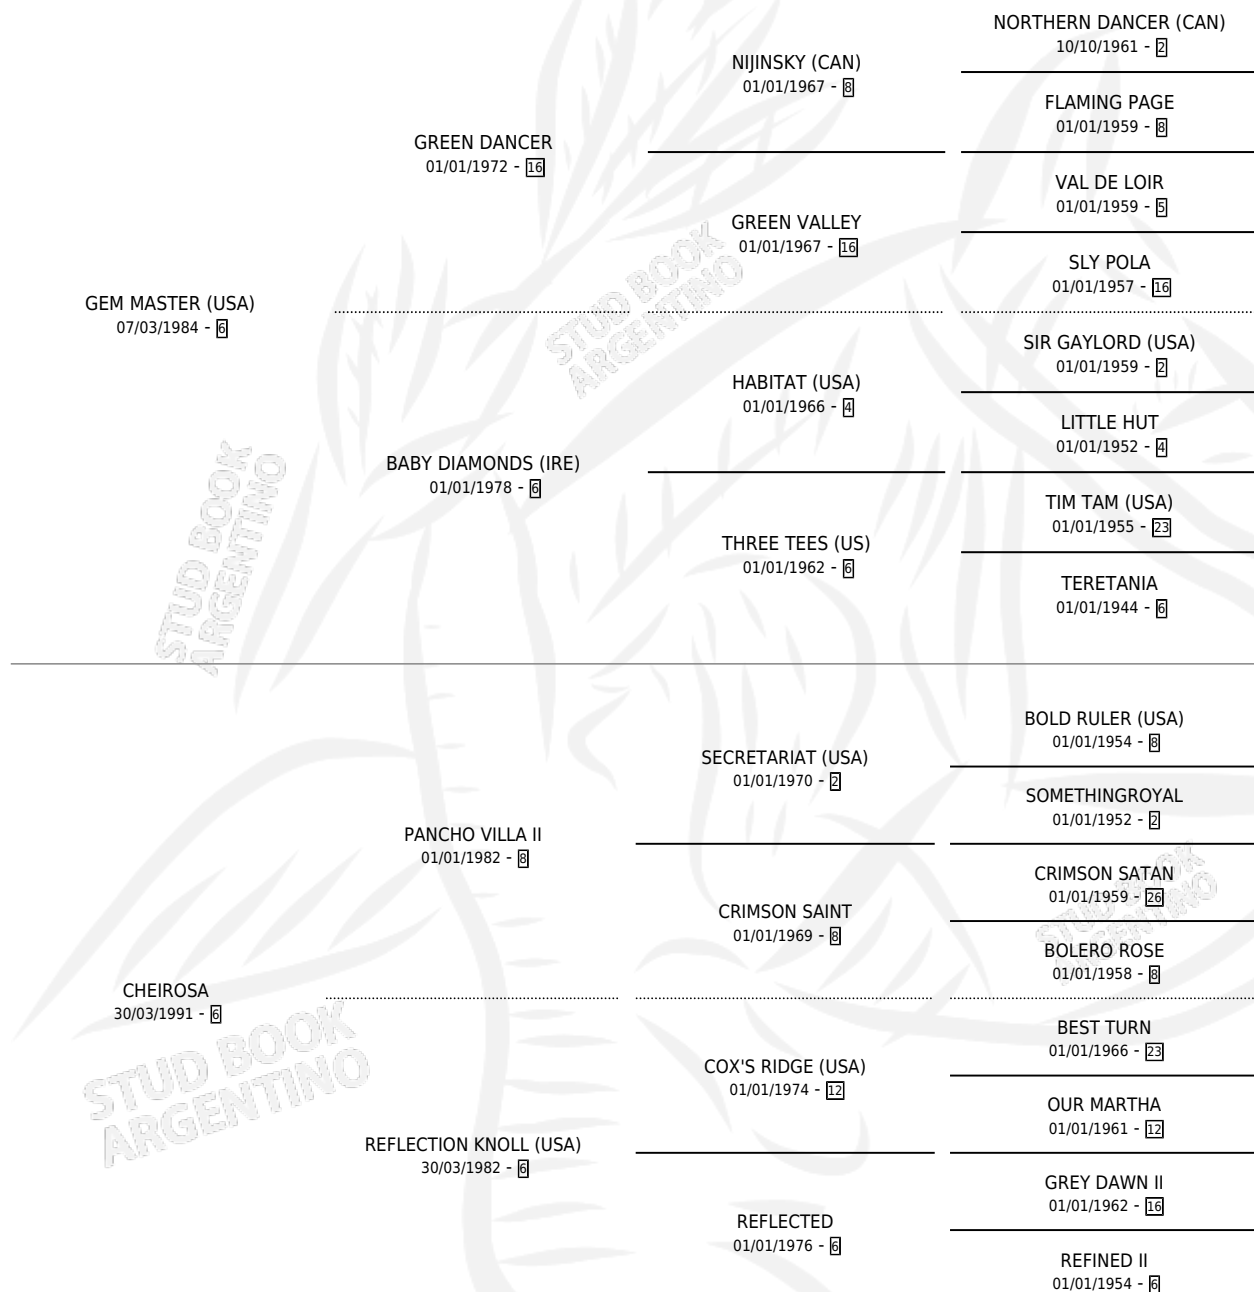 NORTHERN DANCER (CAN)
10/10/1961 - 2
NIJINSKY (CAN)
01/01/1967 - 8
FLAMING PAGE
01/01/1959 - 8
GREEN DANCER
01/01/1972 - 16
VAL DE LOIR
01/01/1959 - 5
GREEN VALLEY
01/01/1967 - 16
SLY POLA
01/01/1957 - 16
GEM MASTER (USA)
07/03/1984 - 6
SIR GAYLORD (USA)
01/01/1959 - 2
HABITAT (USA)
01/01/1966 - 4
LITTLE HUT
01/01/1952 - 4
BABY DIAMONDS (IRE)
01/01/1978 - 6
TIM TAM (USA)
01/01/1955 - 23
THREE TEES (US)
01/01/1962 - 6
TERETANIA
01/01/1944 - 6
BOLD RULER (USA)
01/01/1954 - 8
SECRETARIAT (USA)
01/01/1970 - 2
SOMETHINGROYAL
01/01/1952 - 2
PANCHO VILLA II
01/01/1982 - 8
CRIMSON SATAN
01/01/1959 - 26
CRIMSON SAINT
01/01/1969 - 8
BOLERO ROSE
01/01/1958 - 8
CHEIROSA
30/03/1991 - 6
BEST TURN
01/01/1966 - 23
COX'S RIDGE (USA)
01/01/1974 - 12
OUR MARTHA
01/01/1961 - 12
REFLECTION KNOLL (USA)
30/03/1982 - 6
GREY DAWN II
01/01/1962 - 16
REFLECTED
01/01/1976 - 6
REFINED II
01/01/1954 - 6
STUD BOOK
ARGENTINO
STUD BOOK
ARGENTINO
STUD BOOK
ARGENTINO
STUD BOOK
ARGENTINO